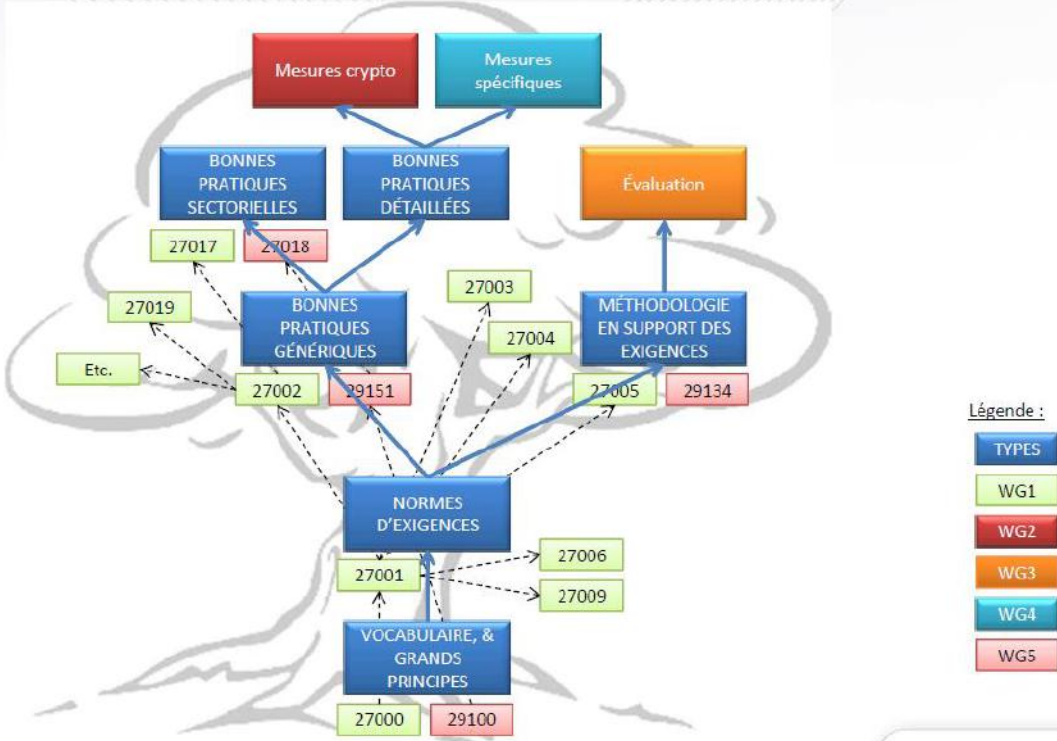 Mesures crypto
Mesures
spécifiques
BONNES
PRATIQUES
SECTORIELLES
BONNES
PRATIQUES
DÉTAILLÉES
Évaluation
27017
27018
27003
27019
BONNES
PRATIQUES
GÉNÉRIQUES
27004
MÉTHODOLOGIE
EN SUPPORT DES
EXIGENCES
Etc.
27002
29151
27005
29134
Légende :
TYPES
WG1
WG2
WG3
WG4
WG5
NORMES
D'EXIGENCES
27001
27006
27009
VOCABULAIRE, &
GRANDS
PRINCIPES
27000
29100